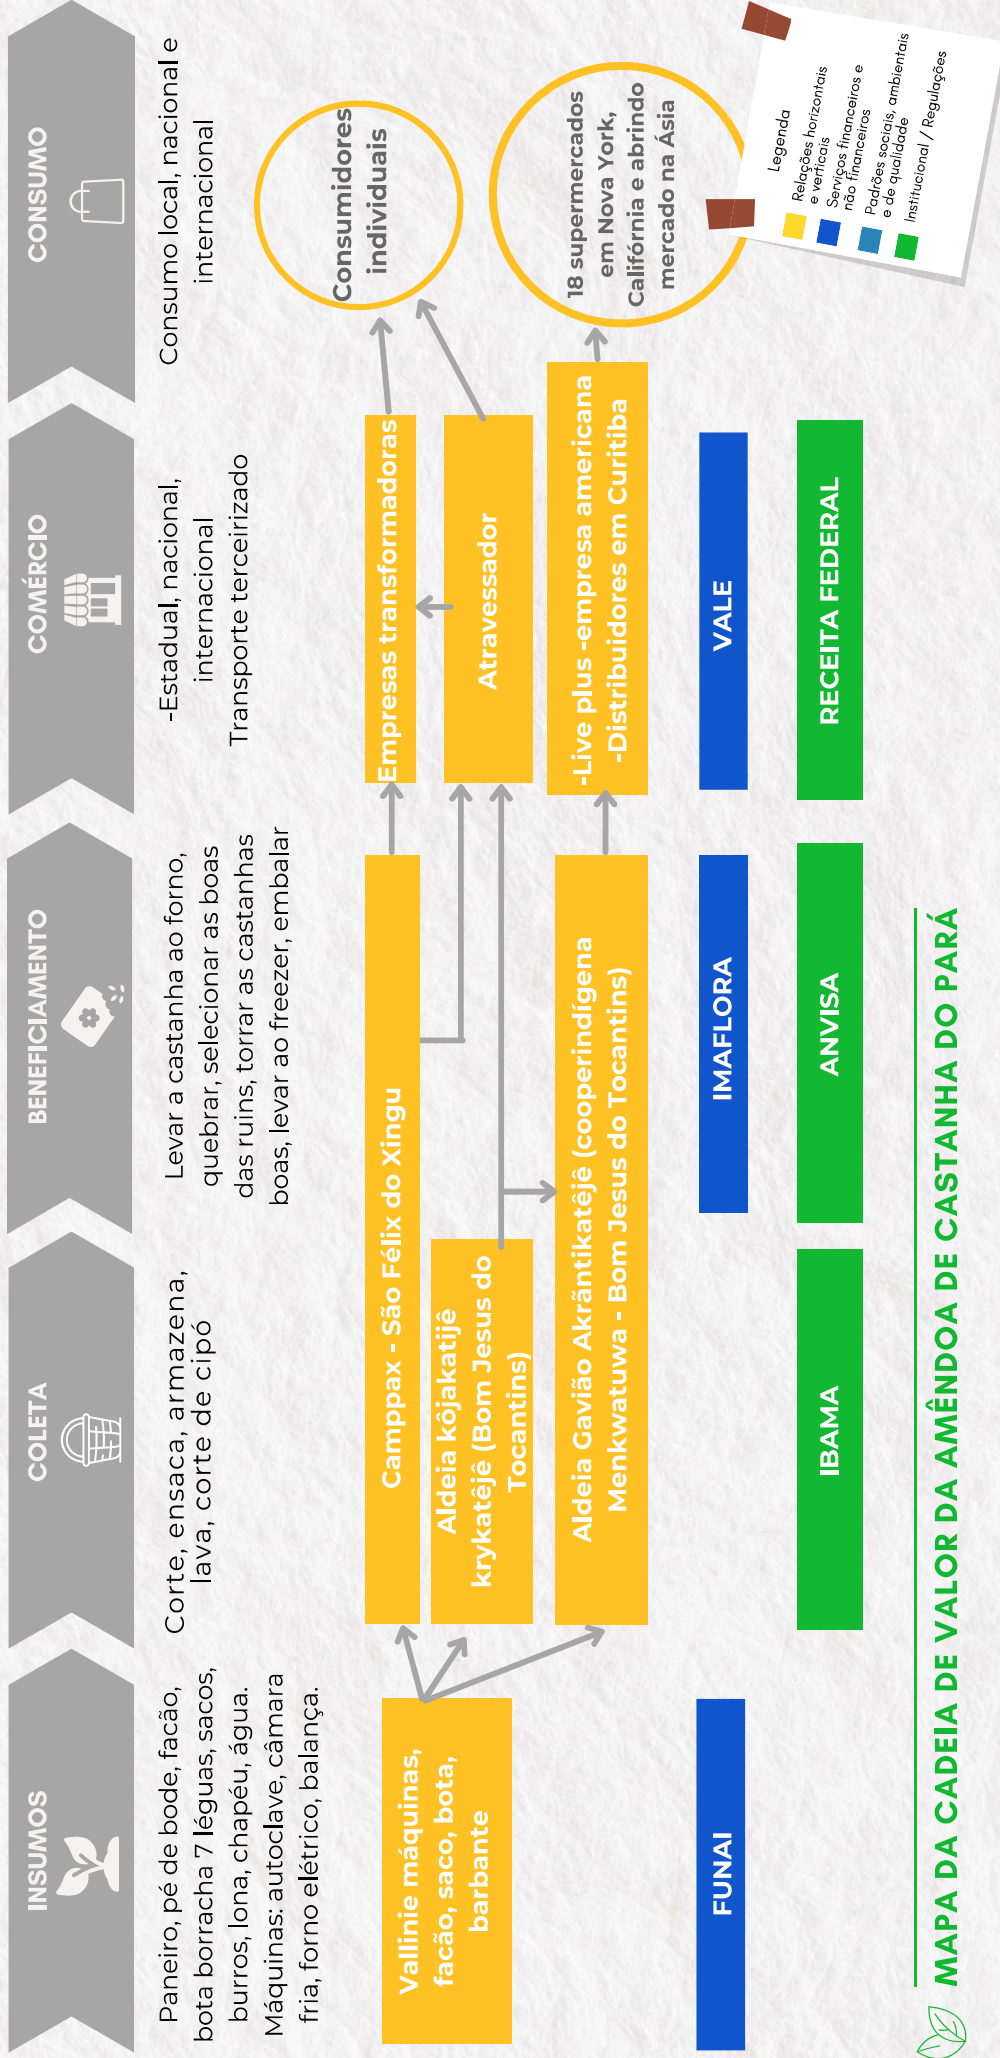 INSUMOS
COLETA
BENEFICIAMENTO
COMÉRCIO
CONSUMO
Paneiro, pé de bode, facão,
bota borracha 7 léguas, sacos,
burros, lona, chapéu, água.
Máquinas: autoclave, câmara
fria, forno elétrico, balança.
Corte, ensaca, armazena,
lava, corte de cipó
Levar a castanha ao forno,
quebrar, selecionar as boas
das ruins, torrar as castanhas
boas, levar ao freezer, embalar
-Estadual, nacional,
internacional
Transporte terceirizado
Consumo local, nacional e
internacional
Vallinie máquinas,
facão, saco, bota,
barbante
Camppax - São Félix do Xingu
Aldeia kôjakatijê
krykatêjê (Bom Jesus do
Tocantins)
Aldeia Gavião Akrãntikatêjê (cooperindígena
Menkwatuwa - Bom Jesus do Tocantins)
Empresas transformadoras
Atravessador
-Live plus -empresa americana
-Distribuidores em Curitiba
Consumidores
individuais
18 supermercados
em Nova York,
Califórnia e abrindo
mercado na Ásia
FUNAI
IMAFLORA
VALE
IBAMA
ANVISA
RECEITA FEDERAL
Legenda
Relações horizontais
e verticais
Serviços financeiros e
não financeiros
Padrões sociais, ambientais
e de qualidade
Institucional / Regulações
MAPA DA CADEIA DE VALOR DA AMÊNDOA DE CASTANHA DO PARÁ